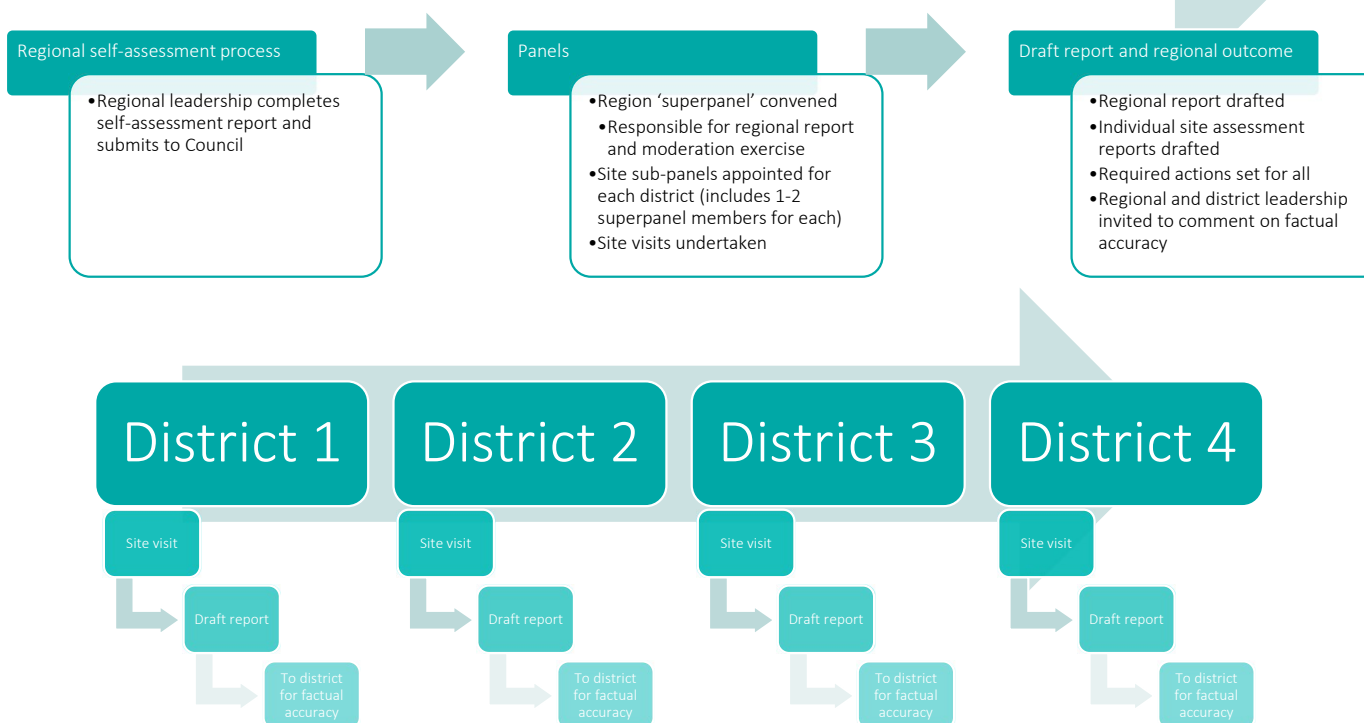 Regional self-assessment process
•Regional leadership completes
self-assessment report and
submits to Council
Panels
•Region ‘superpanel’ convened
•Responsible for regional report
and moderation exercise
•Site sub-panels appointed for
each district (includes 1-2
superpanel members for each)
•Site visits undertaken
Draft report and regional outcome
•Regional report drafted
•Individual site assessment
reports drafted
•Required actions set for all
•Regional and district leadership
invited to comment on factual
accuracy
District 1
Site visit
Draft report
To district
for factual
accuracy
District 2
Site visit
Draft report
To district
for factual
accuracy
District 3
Site visit
Draft report
To district
for factual
accuracy
District 4
Site visit
Draft report
To district
for factual
accuracy